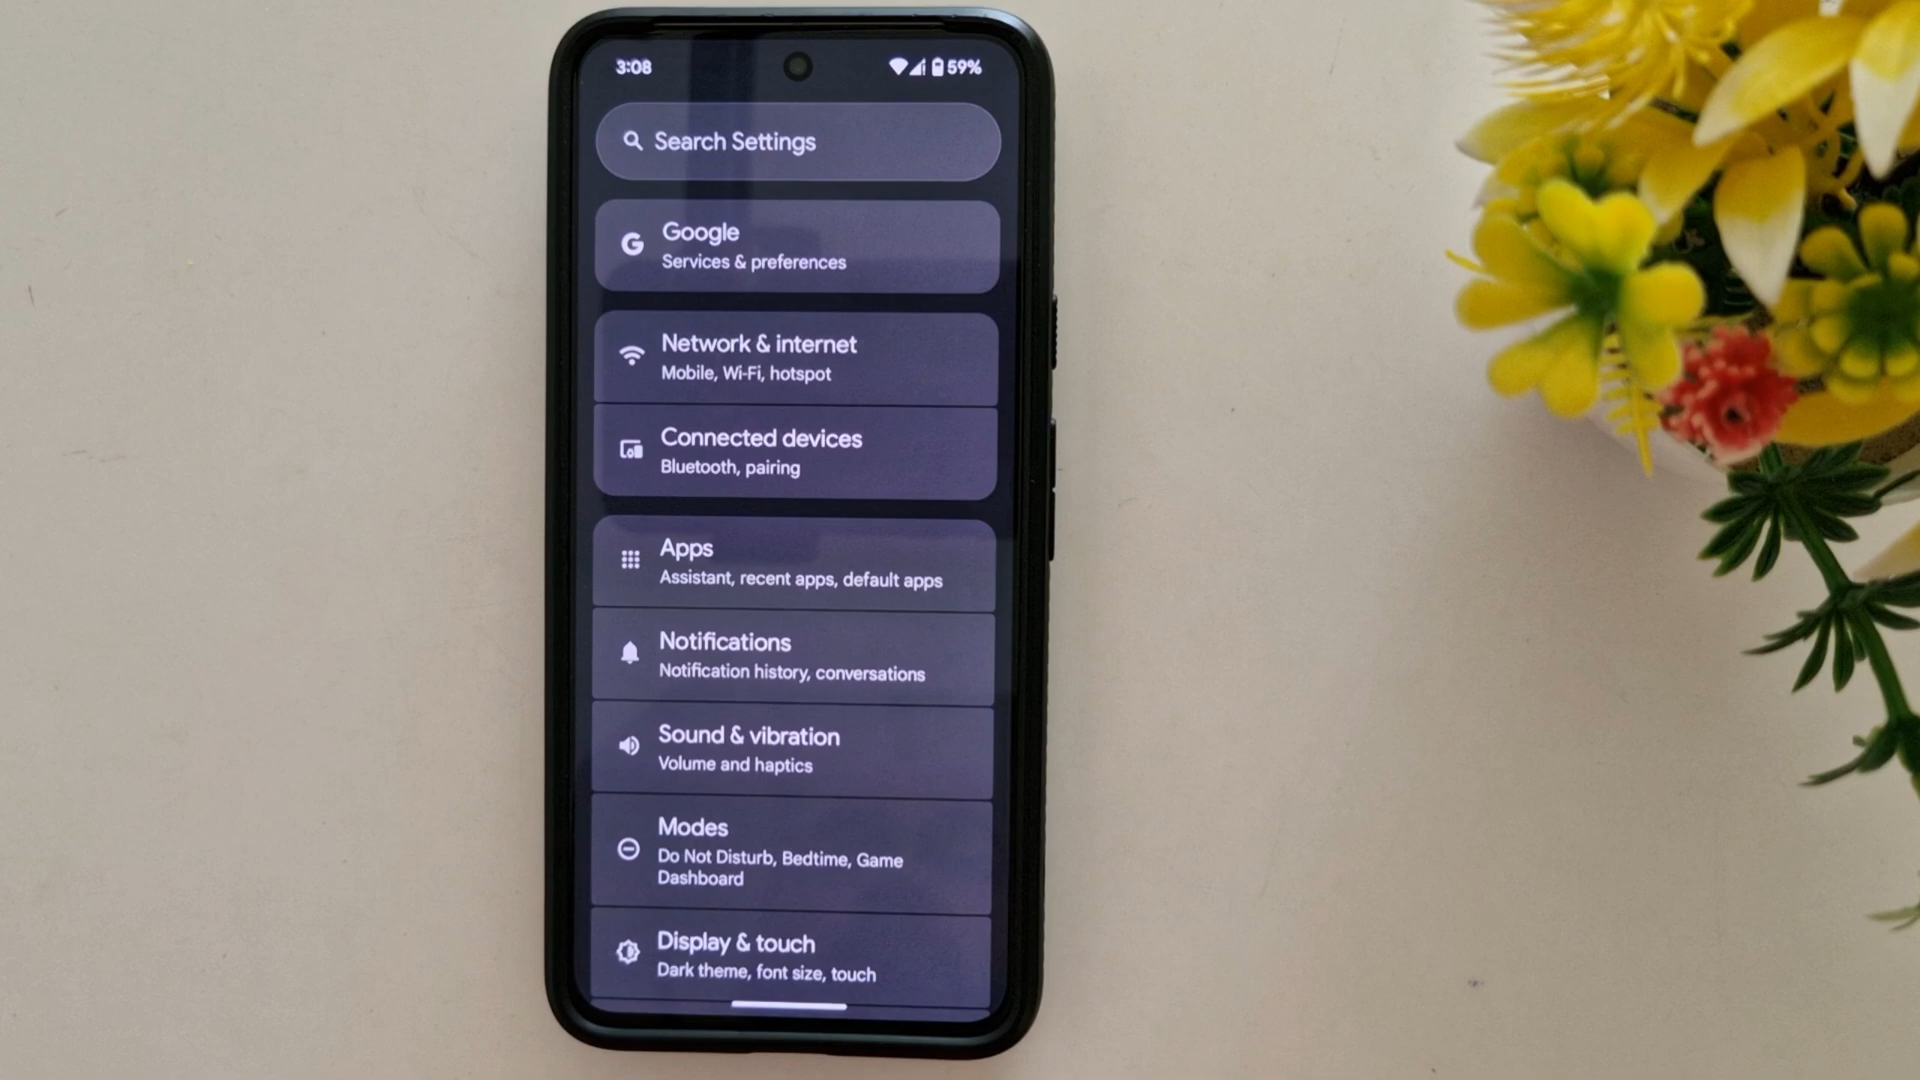 3:08
59%
Search Settings
Google
Services & preferences
Network & internet
Mobile, Wi-Fi, hotspot
Connected devices
Bluetooth, pairing
Apps
Assistant, recent apps, default apps
Notifications
Notification history, conversations
Sound & vibration
Volume and haptics
Modes
Do Not Disturb, Bedtime, Game
Dashboard
Display & touch
Dark theme, font size, touch